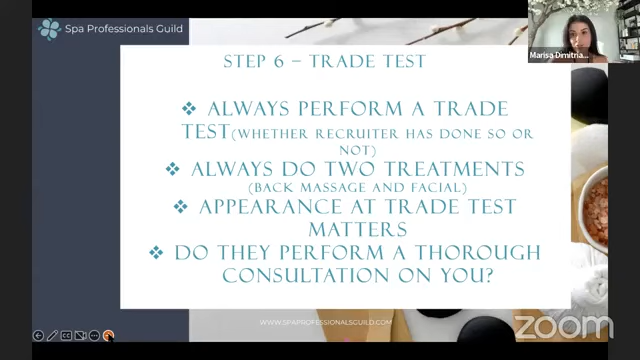 Spa Professionals Guild
Marisa Dimitria...
STEP 6 – TRADE TEST
❖ ALWAYS PERFORM A TRADE
TEST(WHETHER RECRUITER HAS DONE SO OR
NOT)
❖ ALWAYS DO TWO TREATMENTS
(BACK MASSAGE AND FACIAL)
❖ APPEARANCE AT TRADE TEST
MATTERS
❖ DO THEY PERFORM A THOROUGH
CONSULTATION ON YOU?
WWW.SPAPROFESSIONALSGUILD.COM
zoom